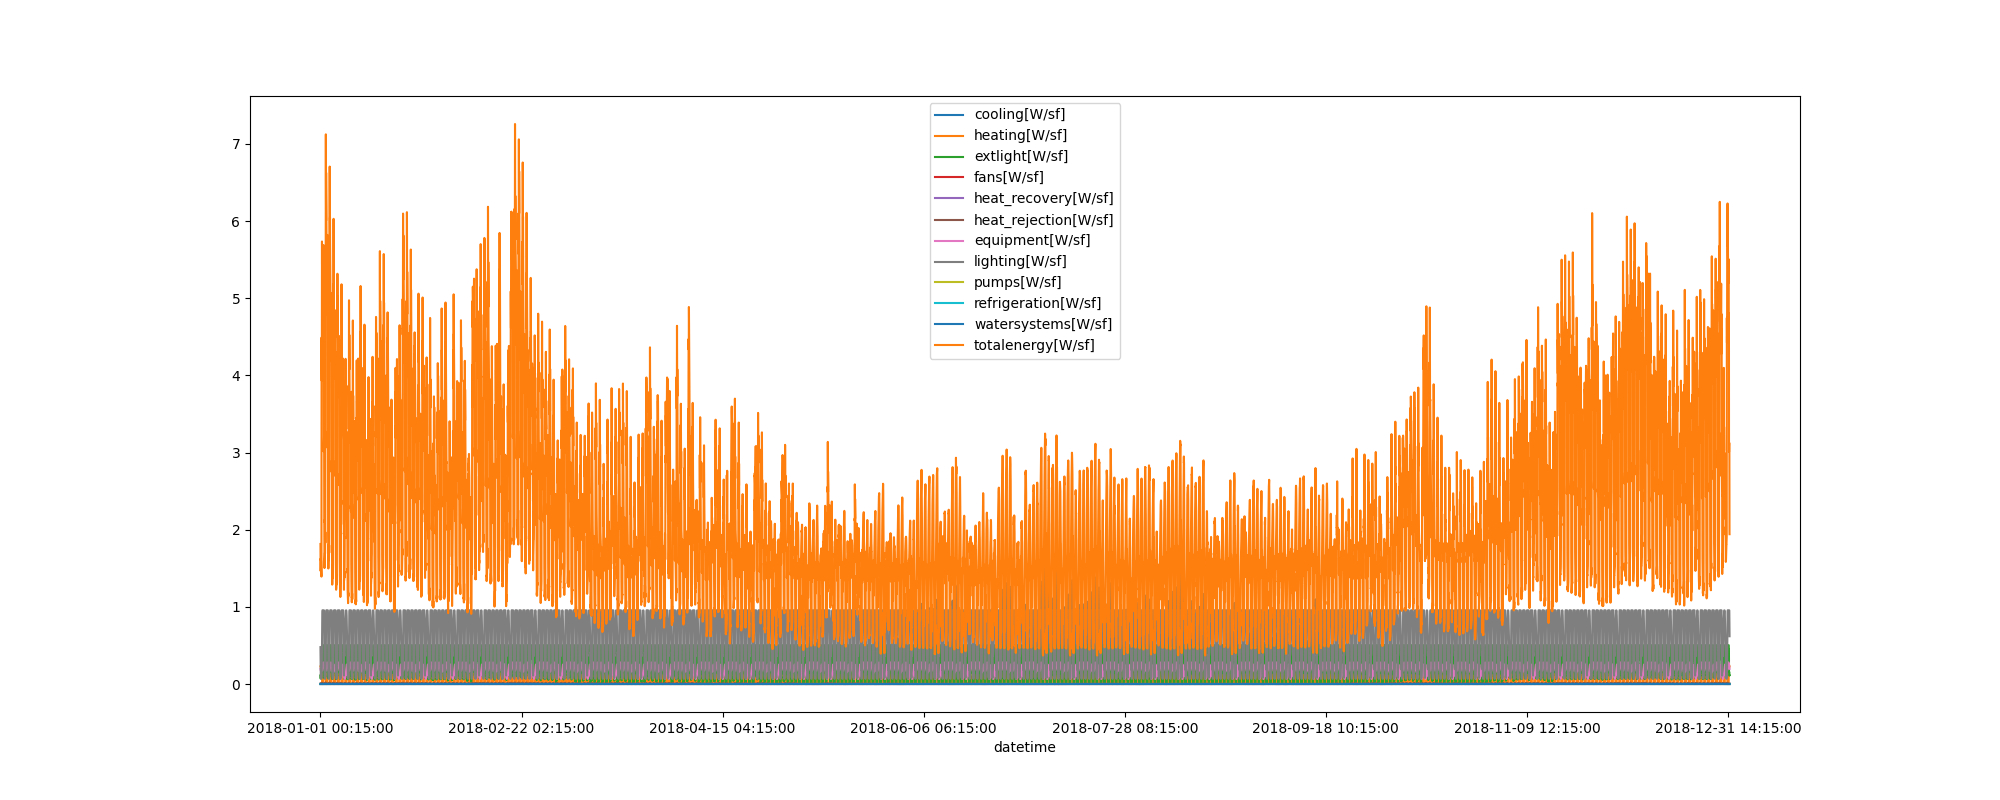 7
6
5
4
3
2
1
0
cooling[W/sf]
heating[W/sf]
extlight[W/sf]
fans[W/sf]
heat_recovery[W/sf]
heat_rejection[W/sf]
equipment[W/sf]
lighting[W/sf]
pumps[W/sf]
refrigeration[W/sf]
watersystems[W/sf]
totalenergy[W/sf]
2018-01-01 00:15:00 2018-02-22 02:15:00 2018-04-15 04:15:00 2018-06-06 06:15:00 2018-07-28 08:15:00 2018-09-18 10:15:00 2018-11-09 12:15:00 2018-12-31 14:15:00
datetime